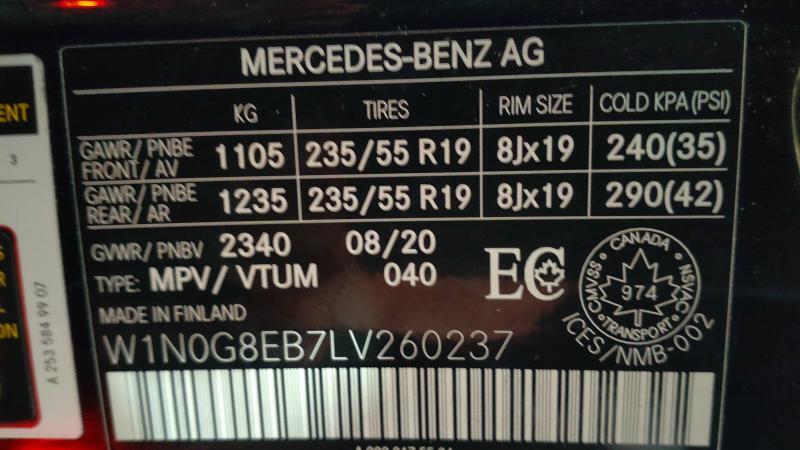 MERCEDES-BENZ AG
KG TIRES RIM SIZE COLD KPA (PSI)
GAWR/ PNBE
FRONT/ AV 1105 235/55 R19 8Jx19 240(35)
GAWR/ PNBE
REAR/ AR 1235 235/55 R19 8Jx19 290(42)
GVWR/ PNBV 2340 08/20
TYPE: MPV/ VTUM 040
EC
CANADA
CMVSS
NSVAC
974
TRANSPORT
ICES/NMB-002
MADE IN FINLAND
W1N0G8EB7LV260237
ENT
3
ON
A 253 584 99 07